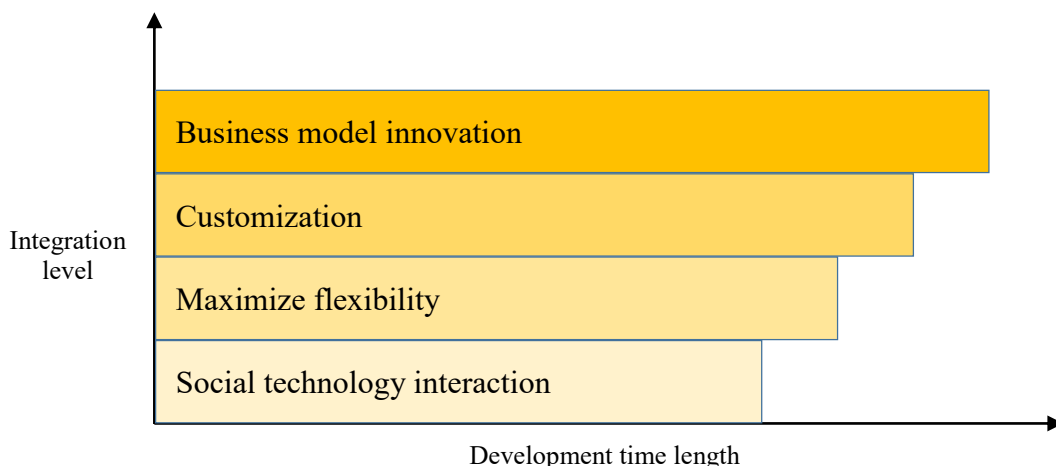 Business model innovation
Customization
Integration
level
Maximize flexibility
Social technology interaction
Development time length